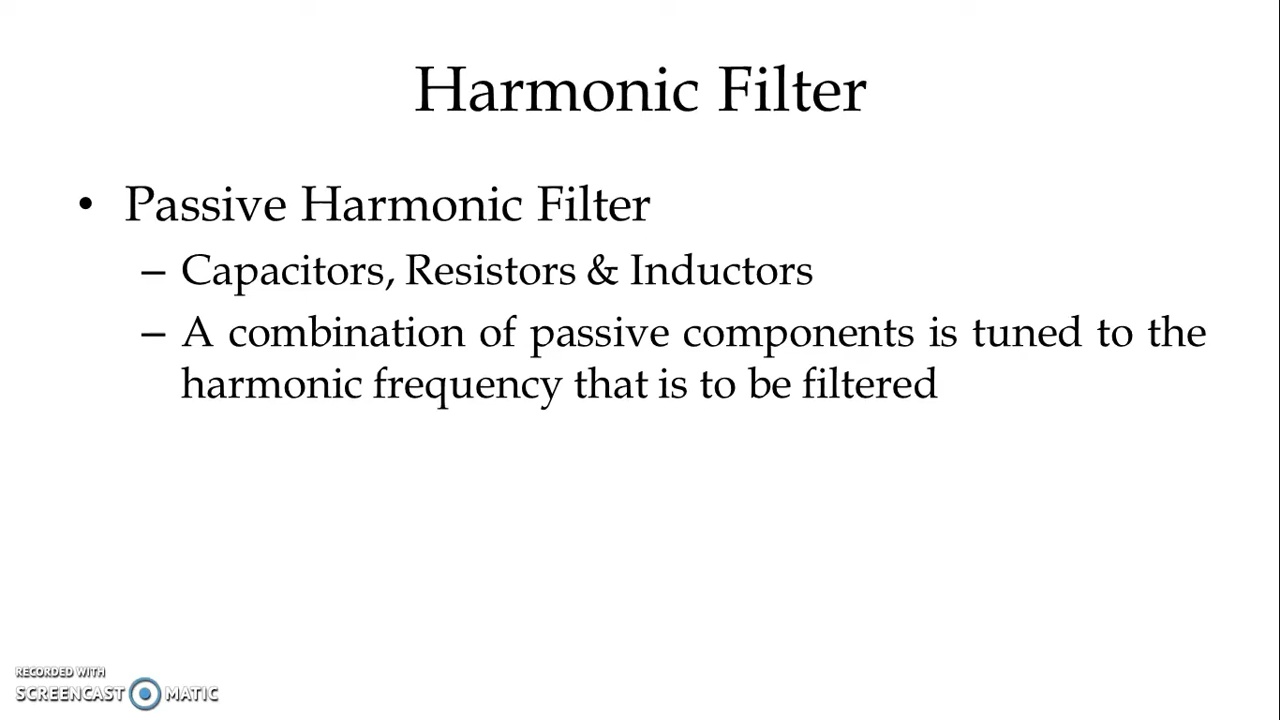 Harmonic Filter
• Passive Harmonic Filter
– Capacitors, Resistors & Inductors
– A combination of passive components is tuned to the
harmonic frequency that is to be filtered
RECORDED WITH
SCREENCAST MATIC